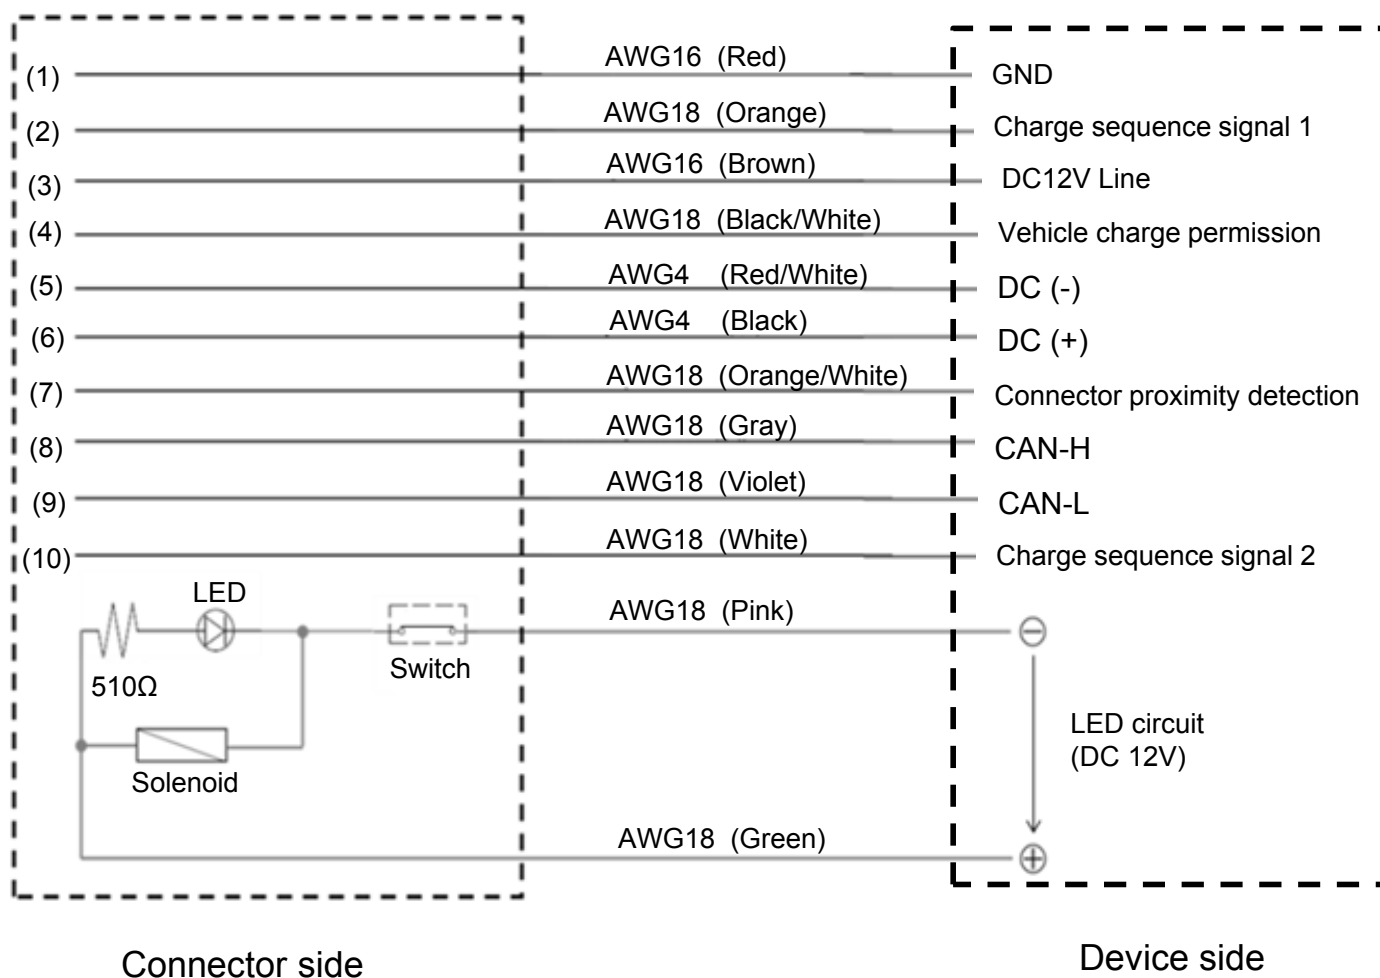 (1) AWG16 (Red) GND
(2) AWG18 (Orange) Charge sequence signal 1
(3) AWG16 (Brown) DC12V Line
(4) AWG18 (Black/White) Vehicle charge permission
(5) AWG4 (Red/White) DC (-)
(6) AWG4 (Black) DC (+)
(7) AWG18 (Orange/White) Connector proximity detection
(8) AWG18 (Gray) CAN-H
(9) AWG18 (Violet) CAN-L
(10) AWG18 (White) Charge sequence signal 2
LED
AWG18 (Pink)
Switch
510Ω
LED circuit
(DC 12V)
Solenoid
AWG18 (Green)
Connector side
Device side